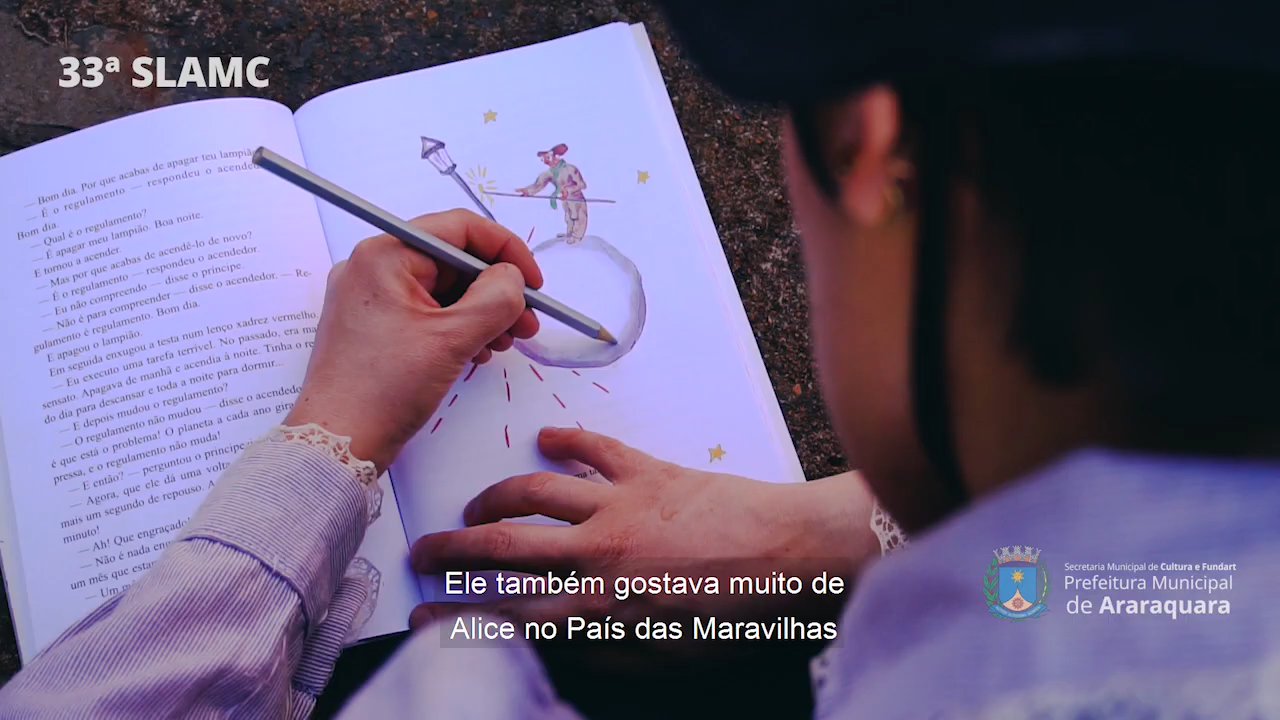 33ª SLAMC
— Bom dia. Por que acabas de apagar teu lampião
— É o regulamento — respondeu o acended
Bom dia.
— Qual é o regulamento?
— É apagar meu lampião. Boa noite.
E tornou a acender.
— Mas por que acabas de acendê-lo de novo?
— É o regulamento — respondeu o acendedor.
— Eu não compreendo — disse o príncipe.
— Não é para compreender — disse o acendedor. — Re-
gulamento é regulamento. Bom dia.
E apagou o lampião.
Em seguida enxugou a testa num lenço xadrez vermelho.
— Eu executo uma tarefa terrível. No passado, era ma
sensato. Apagava de manhã e acendia à noite. Tinha o re
do dia para descansar e toda a noite para dormir...
— E depois mudou o regulamento?
— O regulamento não mudou — disse o acendedo
é que está o problema! O planeta a cada ano gira
pressa, e o regulamento não muda!
— E então? — perguntou o príncipe
— Agora, que ele dá uma volta
mais um segundo de repouso. A
minuto!
— Ah! Que engraçado
— Não é nada eng
um mês que esta
— Um m
Ele também gostava muito de
Alice no País das Maravilhas
Secretaria Municipal de Cultura e Fundart
Prefeitura Municipal
de Araraquara